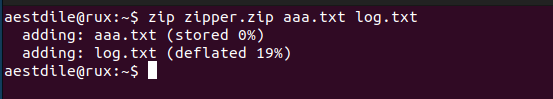 aestdile@rux:~$ zip zipper.zip aaa.txt log.txt
  adding: aaa.txt (stored 0%)
  adding: log.txt (deflated 19%)
aestdile@rux:~$